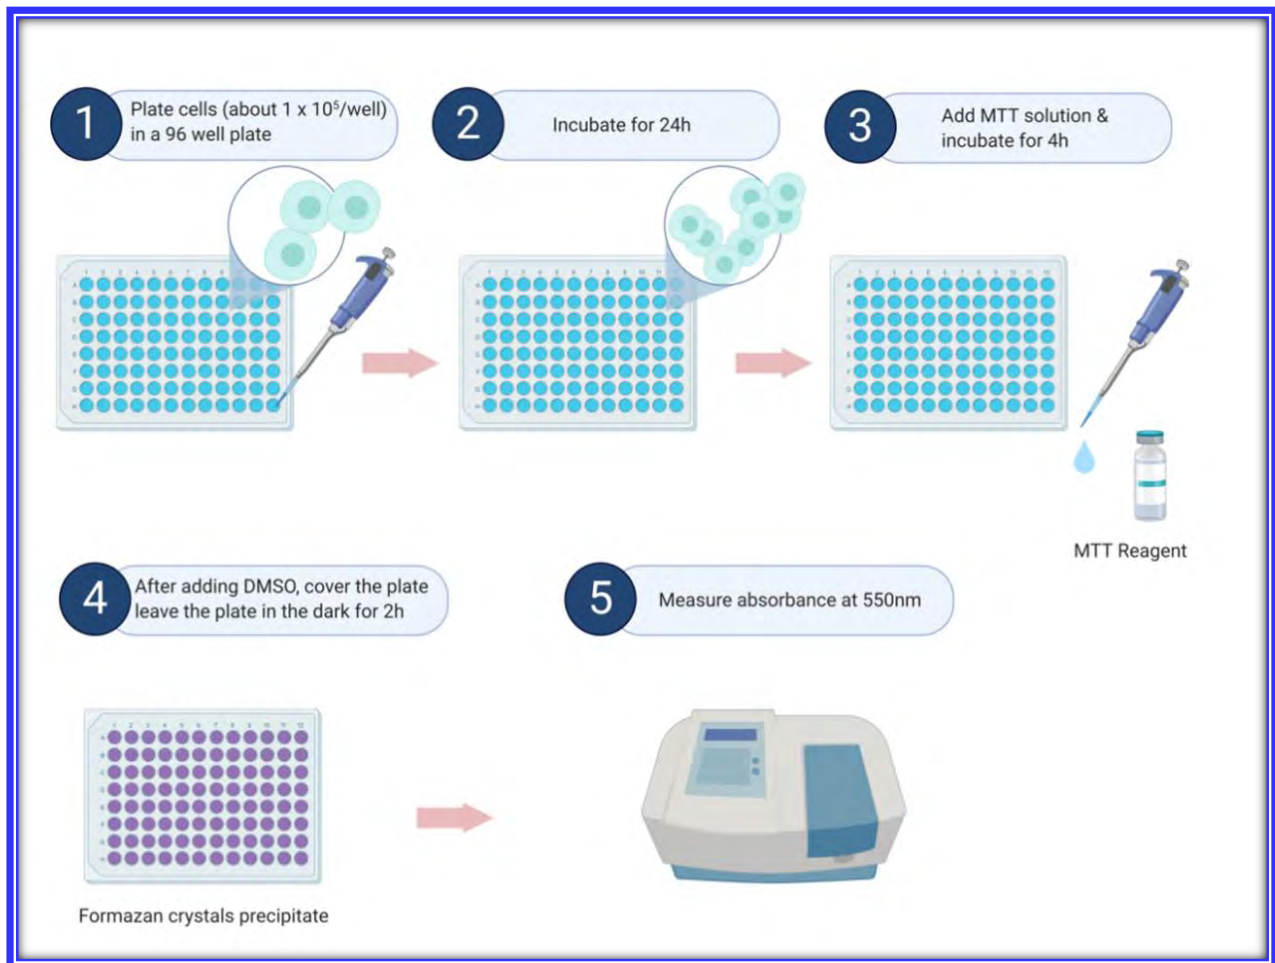 1
Plate cells (about 1 x 10⁵/well)
in a 96 well plate
2
Incubate for 24h
3
Add MTT solution &
incubate for 4h
MTT Reagent
4
After adding DMSO, cover the plate
leave the plate in the dark for 2h
5
Measure absorbance at 550nm
Formazan crystals precipitate